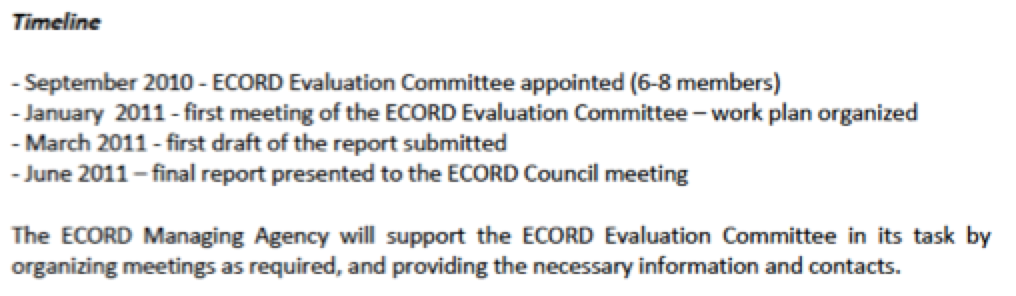 Timeline
- September 2010 - ECORD Evaluation Committee appointed (6-8 members)
- January  2011 - first meeting of the ECORD Evaluation Committee – work plan organized
- March 2011 - first draft of the report submitted
- June 2011 – final report presented to the ECORD Council meeting
The ECORD Managing Agency will support the ECORD Evaluation Committee in its task by
organizing meetings as required, and providing the necessary information and contacts.